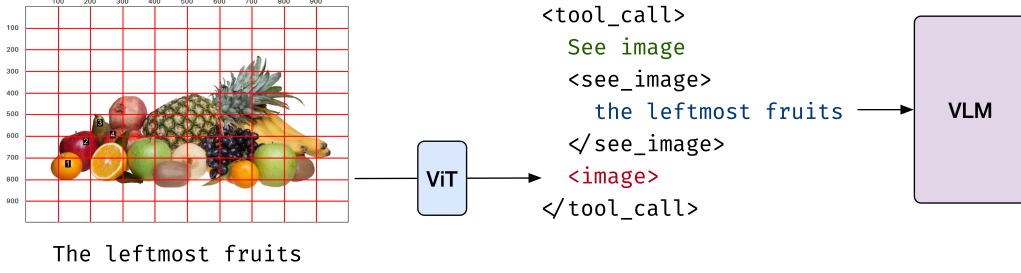 100 200 300 400 500 600 700 800 900
100
200
300
400
500
600
700
800
900
3
4
2
1
The leftmost fruits
ViT
<tool_call>
See image
<see_image>
the leftmost fruits
</see_image>
<image>
</tool_call>
VLM